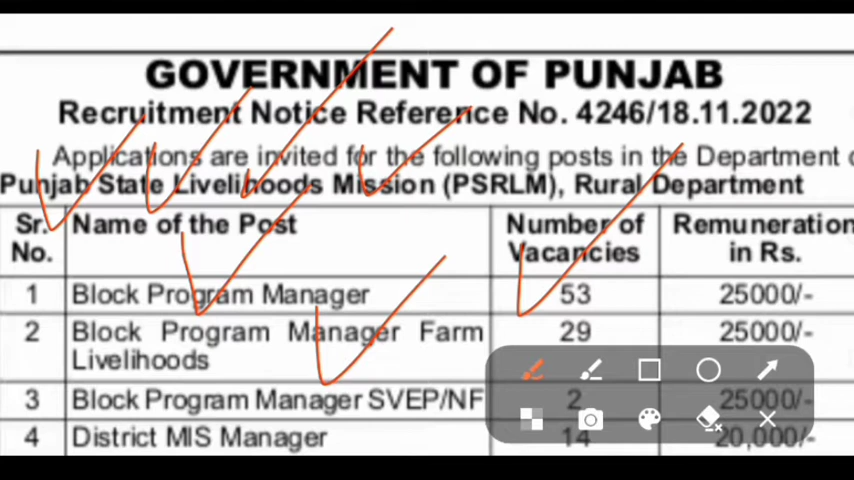 GOVERNMENT OF PUNJAB
Recruitment Notice Reference No. 4246/18.11.2022
Applications are invited for the following posts in the Department
Punjab State Livelihoods Mission (PSRLM), Rural Department
Sr. No. Name of the Post Number of Vacancies Remuneration in Rs.
1 Block Program Manager 53 25000/-
2 Block Program Manager Farm Livelihoods 29 25000/-
3 Block Program Manager SVEP/NF 2 25000/-
4 District MIS Manager 14 20,000/-